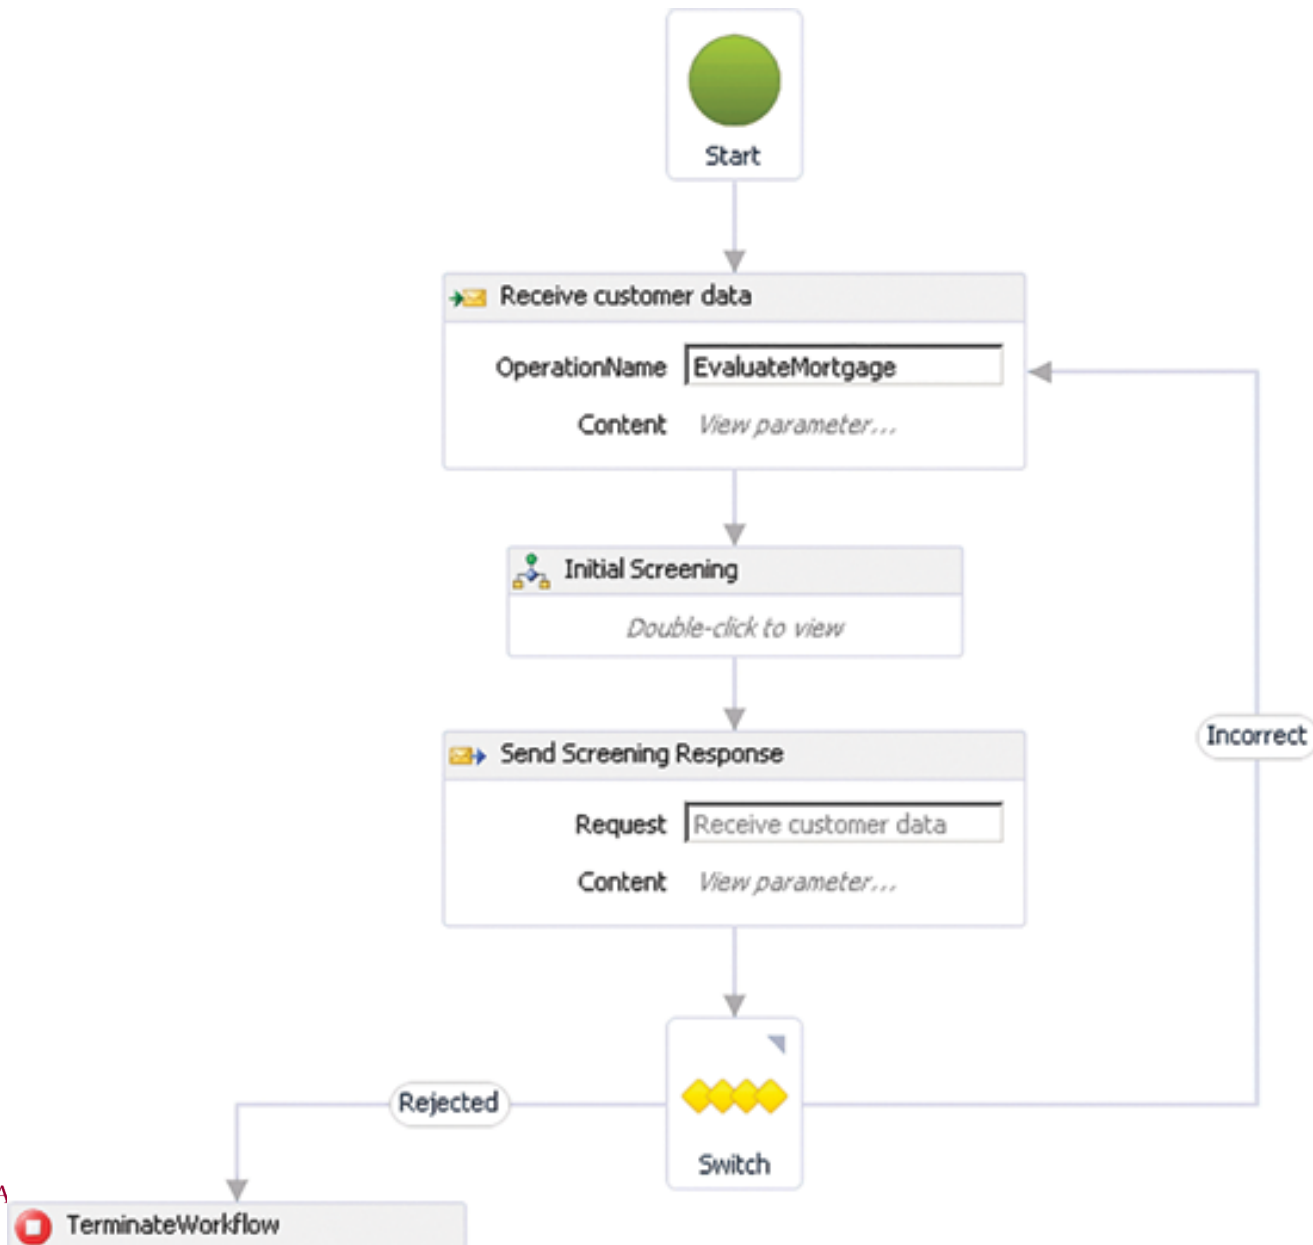 Start
Receive customer data
OperationName EvaluateMortgage
Content View parameter...
Initial Screening
Double-click to view
Incorrect
Send Screening Response
Request Receive customer data
Content View parameter...
Rejected
Switch
A
TerminateWorkflow